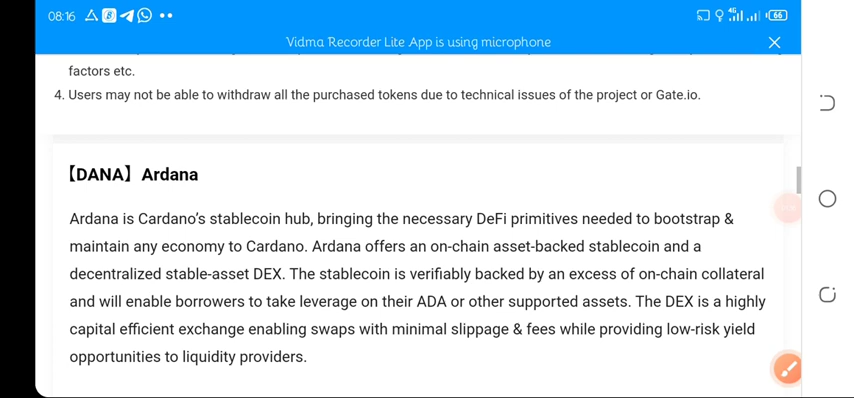 08:16 B 4G 66
Vidma Recorder Lite App is using microphone
factors etc.
4. Users may not be able to withdraw all the purchased tokens due to technical issues of the project or Gate.io.
【DANA】Ardana
Ardana is Cardano's stablecoin hub, bringing the necessary DeFi primitives needed to bootstrap &
maintain any economy to Cardano. Ardana offers an on-chain asset-backed stablecoin and a
decentralized stable-asset DEX. The stablecoin is verifiably backed by an excess of on-chain collateral
and will enable borrowers to take leverage on their ADA or other supported assets. The DEX is a highly
capital efficient exchange enabling swaps with minimal slippage & fees while providing low-risk yield
opportunities to liquidity providers.